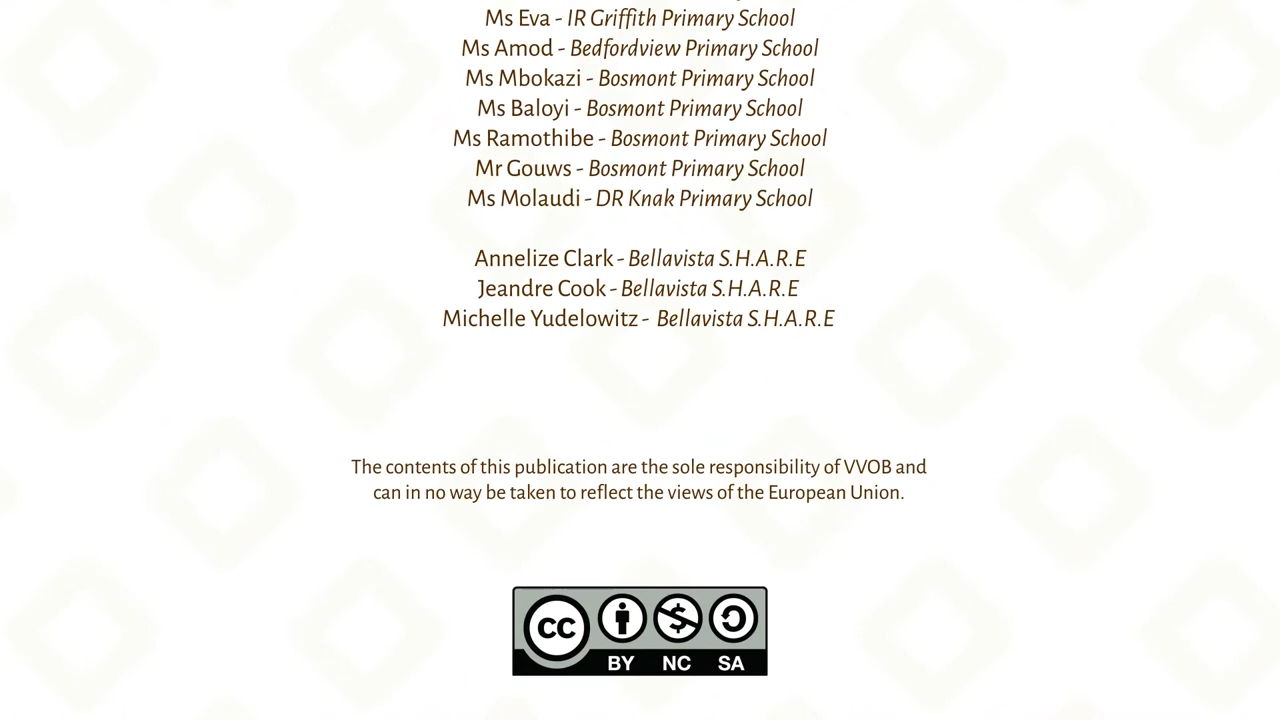 Ms Eva - IR Griffith Primary School
Ms Amod - Bedfordview Primary School
Ms Mbokazi - Bosmont Primary School
Ms Baloyi - Bosmont Primary School
Ms Ramothibe - Bosmont Primary School
Mr Gouws - Bosmont Primary School
Ms Molaudi - DR Knak Primary School
Annelize Clark - Bellavista S.H.A.R.E
Jeandre Cook - Bellavista S.H.A.R.E
Michelle Yudelowitz - Bellavista S.H.A.R.E
The contents of this publication are the sole responsibility of VVOB and
can in no way be taken to reflect the views of the European Union.
CC
BY NC SA